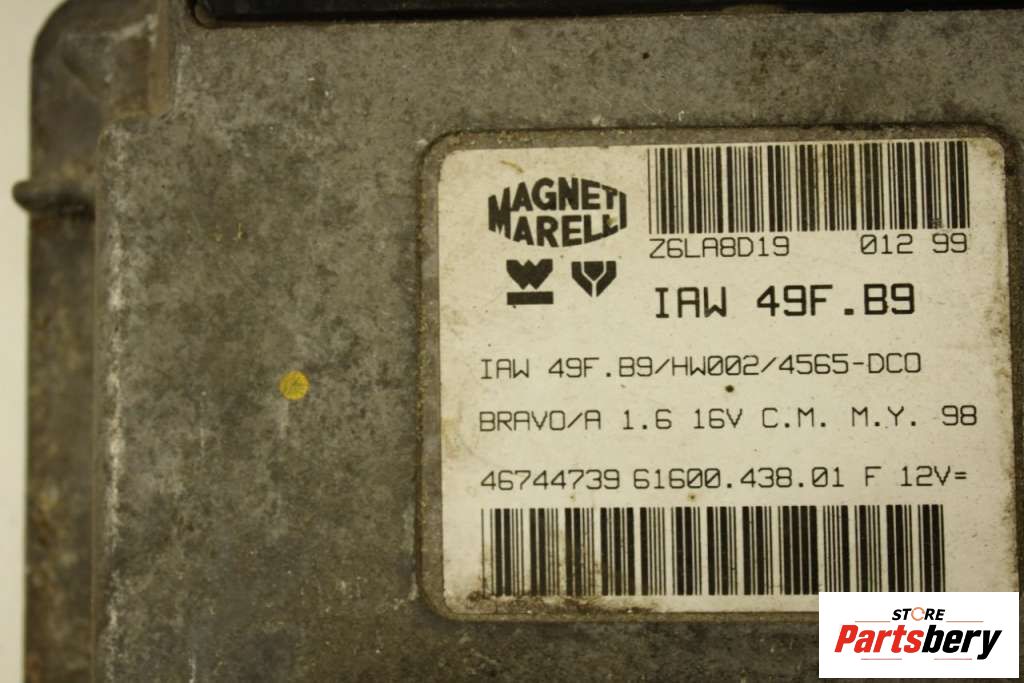 MAGNETI
MARELLI
Z6LA8D19 012 99
IAW 49F.B9
IAW 49F.B9/HW002/4565-DCO
BRAVO/A 1.6 16V C.M. M.Y. 98
46744739 61600.438.01 F 12V=
STORE
Partsbery